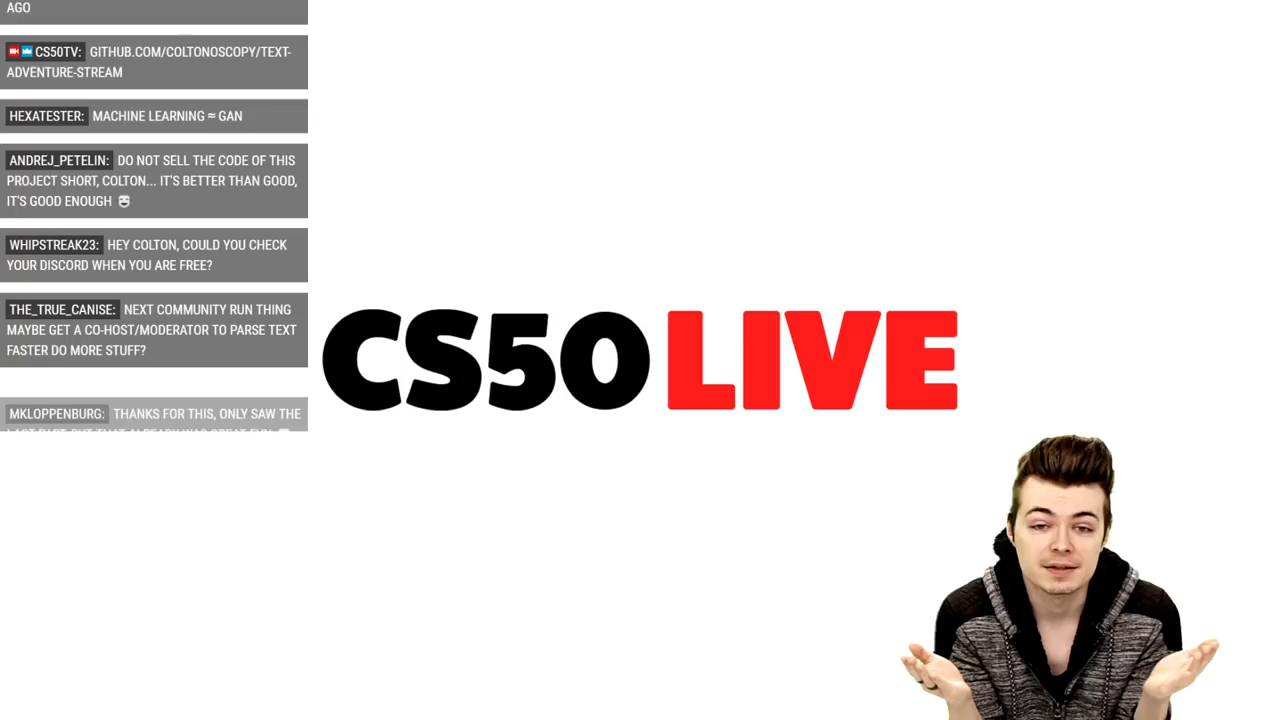 AGO
CS50TV: GITHUB.COM/COLTONOSCOPY/TEXT-
ADVENTURE-STREAM
HEXATESTER: MACHINE LEARNING ≈ GAN
ANDREJ_PETELIN: DO NOT SELL THE CODE OF THIS
PROJECT SHORT, COLTON... IT'S BETTER THAN GOOD,
IT'S GOOD ENOUGH
WHIPSTREAK23: HEY COLTON, COULD YOU CHECK
YOUR DISCORD WHEN YOU ARE FREE?
THE_TRUE_CANISE: NEXT COMMUNITY RUN THING
MAYBE GET A CO-HOST/MODERATOR TO PARSE TEXT
FASTER DO MORE STUFF?
MKLOPPENBURG: THANKS FOR THIS, ONLY SAW THE
CS50 LIVE